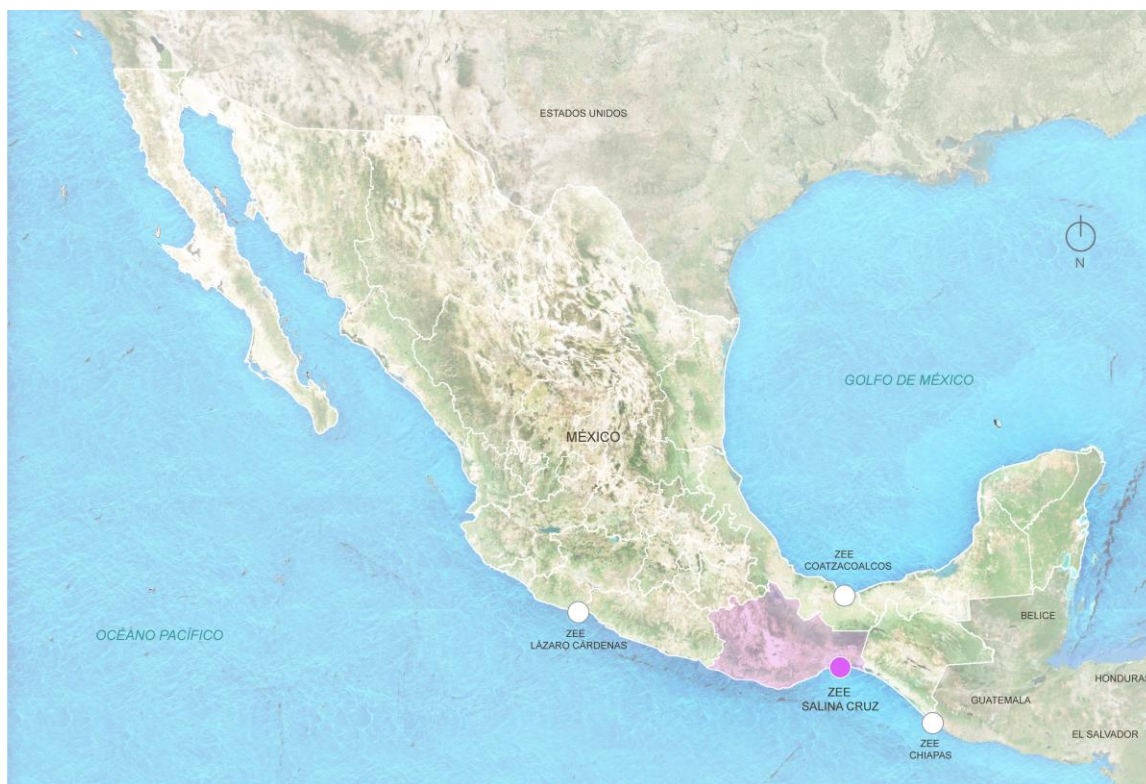 ESTADOS UNIDOS
N
GOLFO DE MÉXICO
MÉXICO
ZEE
COATZACOALCOS
BELICE
OCÉANO PACÍFICO
ZEE
LÁZARO CÁRDENAS
ZEE
SALINA CRUZ
HONDURAS
GUATEMALA
ZEE
CHIAPAS
EL SALVADOR